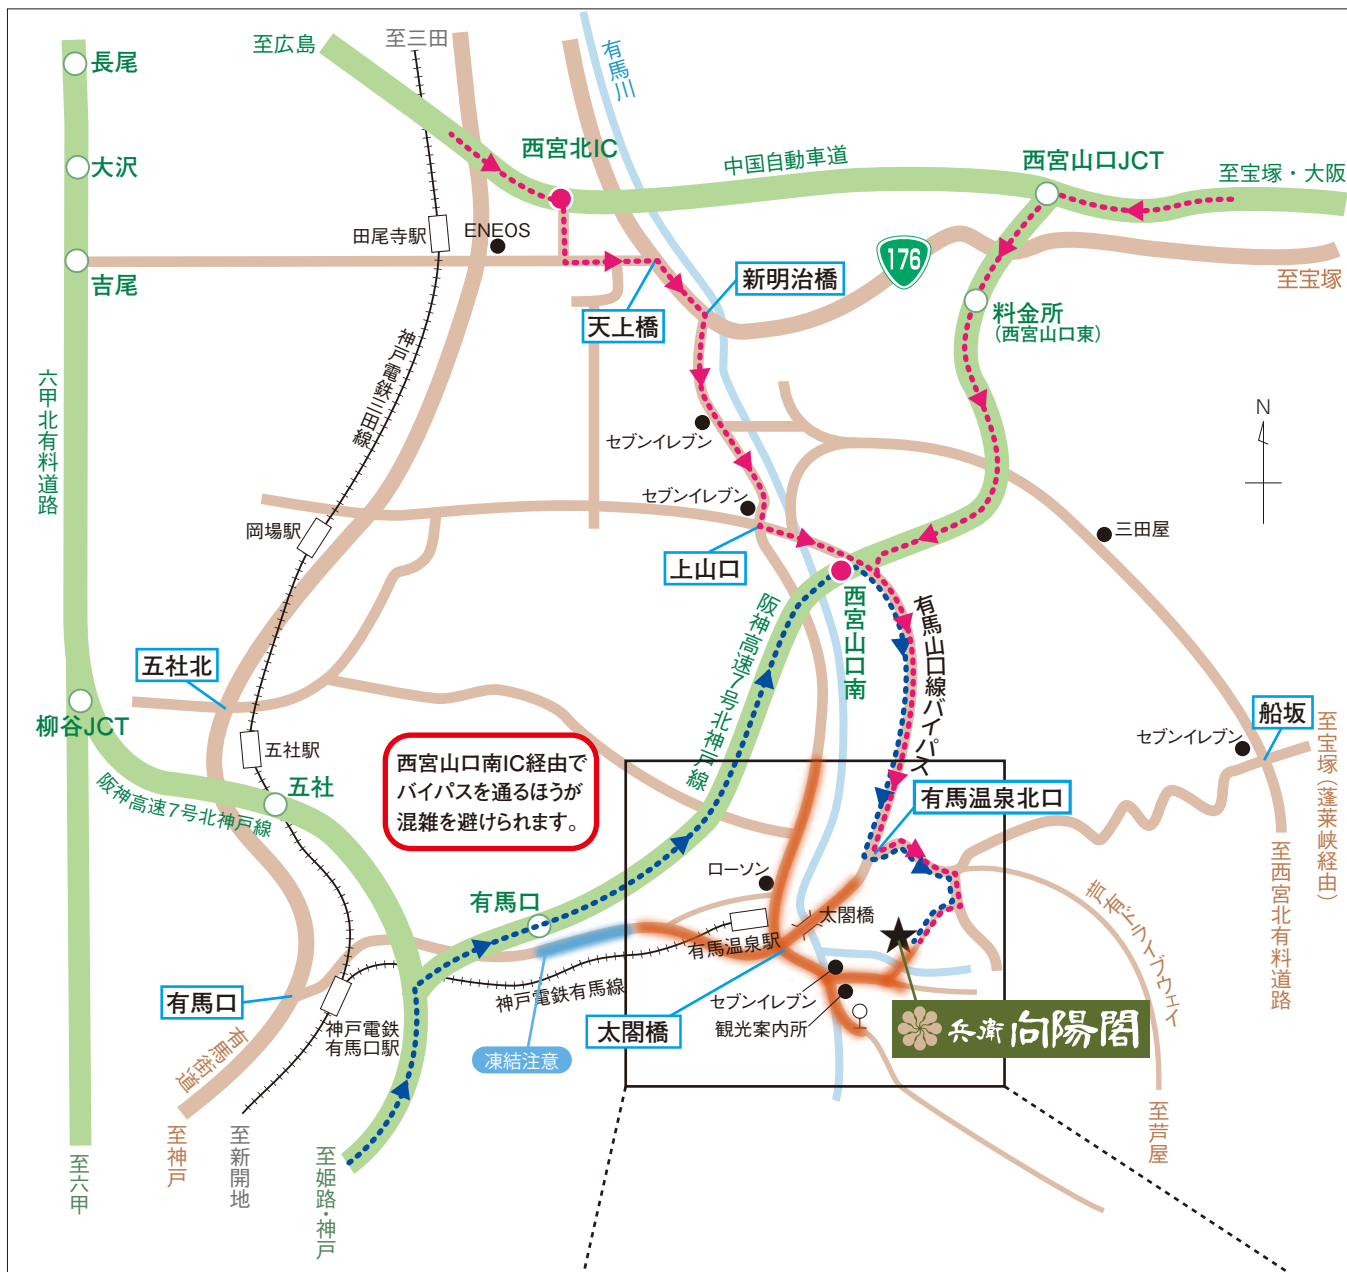 至三田
至広島
有馬川
長尾
西宮北IC
中国自動車道
西宮山口JCT
至宝塚・大阪
大沢
田尾寺駅
ENEOS
176
吉尾
新明治橋
至宝塚
天上橋
料金所
(西宮山口東)
神戸電鉄三田線
六甲北有料道路
N
セブンイレブン
セブンイレブン
岡場駅
三田屋
上山口
西宮山口南
有馬山口線バイパス
阪神高速7号北神戸線
五社北
柳谷JCT
船坂
至宝塚(蓬莱峡経由)
セブンイレブン
五社駅
西宮山口南IC経由で
バイパスを通るほうが
混雑を避けられます。
阪神高速7号北神戸線
五社
有馬温泉北口
ローソン
至西宮北有料道路
芦有ドライブウェイ
有馬口
太閤橋
有馬温泉駅
有馬口
神戸電鉄有馬線
セブンイレブン
観光案内所
神戸電鉄
有馬口駅
太閤橋
兵衛 向陽閣
凍結注意
有馬街道
至神戸
至新開地
至姫路・神戸
至六甲
至芦屋